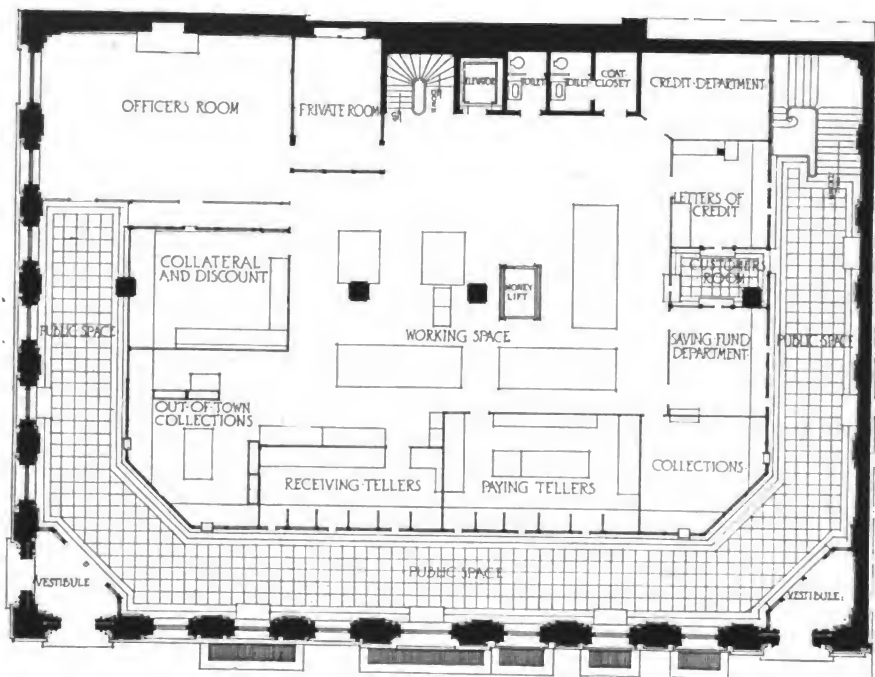 OFFICERS ROOM
PRIVATE ROOM
ELEVATOR
TOILET
TOILET
COAT
CLOSET
CREDIT·DEPARTMENT
LETTERS OF
CREDIT
COLLATERAL
AND DISCOUNT
CUSTOMERS
ROOM
MONEY
LIFT
PUBLIC SPACE
WORKING SPACE
SAVING FUND
DEPARTMENT
PUBLIC SPACE
OUT·OF·TOWN
COLLECTIONS
RECEIVING·TELLERS
PAYING TELLERS
COLLECTIONS
PUBLIC SPACE
VESTIBULE
VESTIBULE